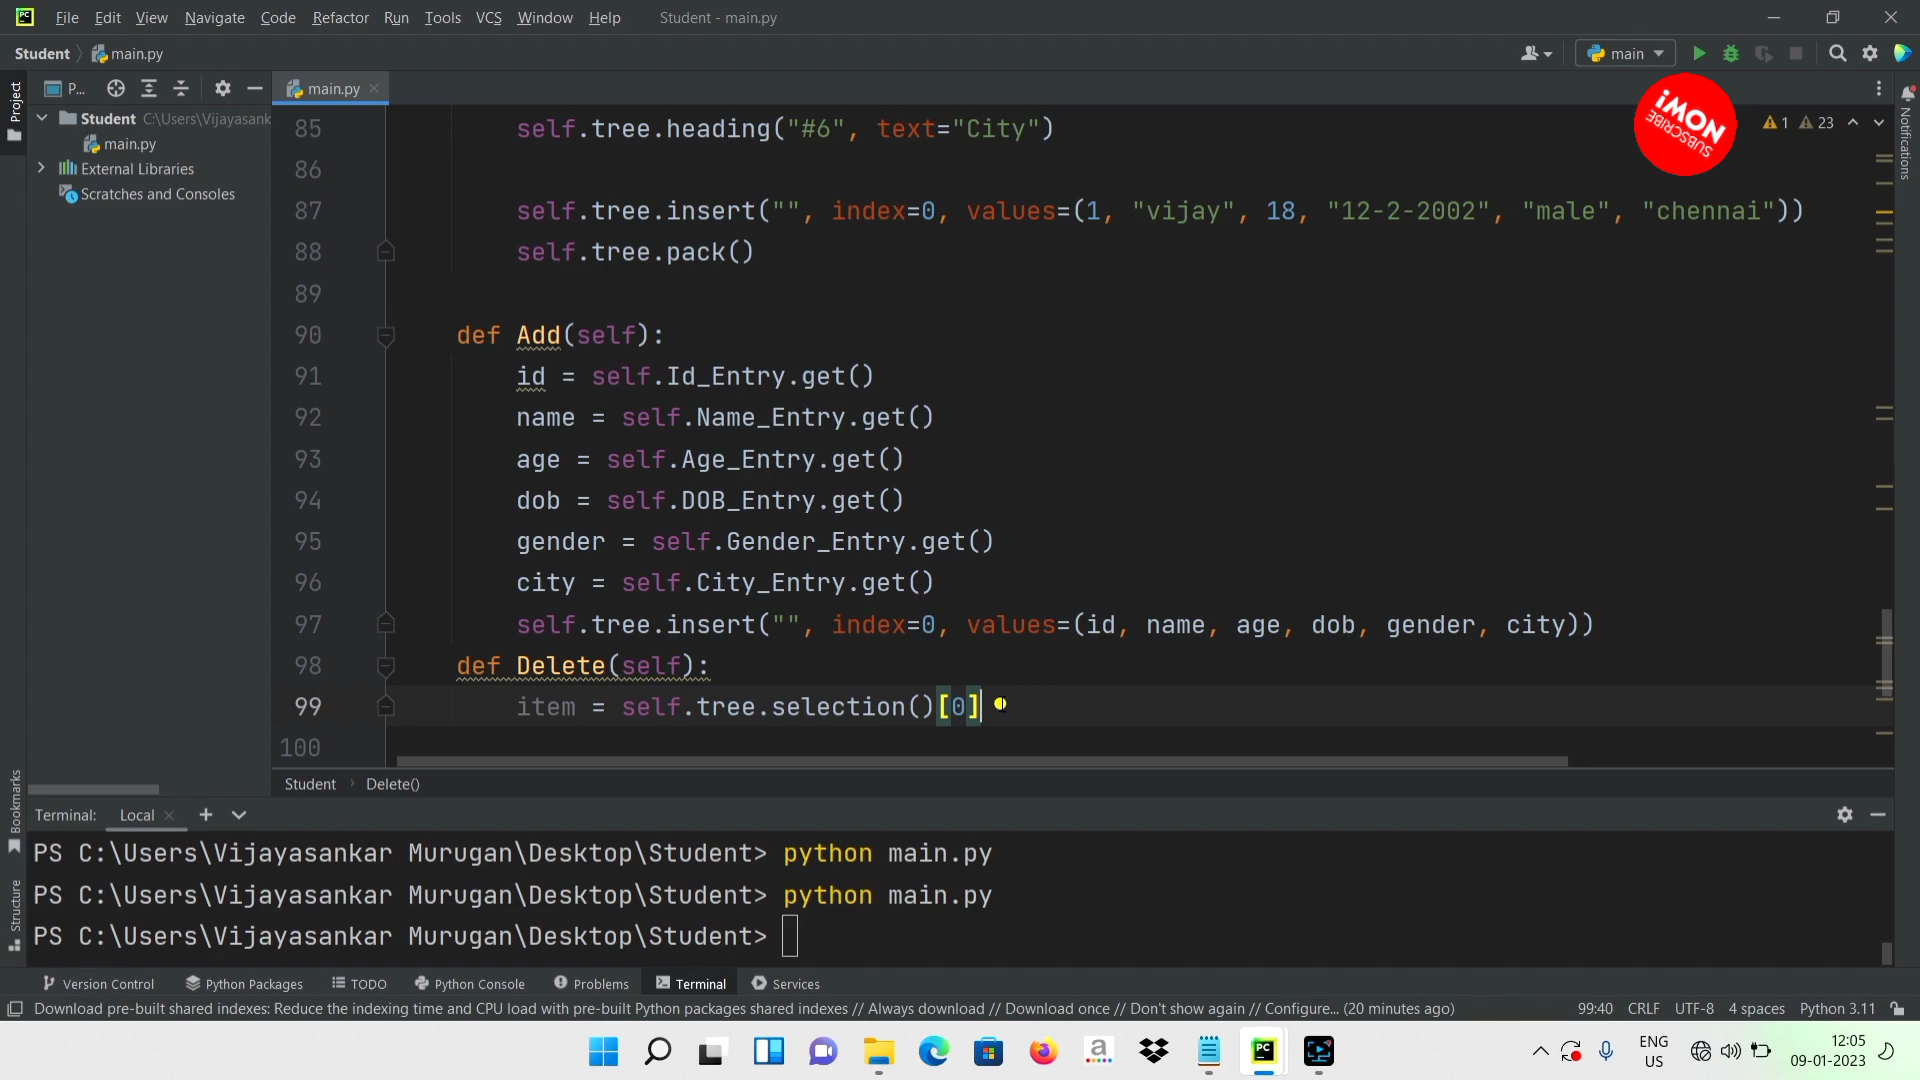 File Edit View Navigate Code Refactor Run Tools VCS Window Help Student - main.py
Student main.py main
Project P... main.py
Student C:\Users\Vijayasank
main.py
External Libraries
Scratches and Consoles
iMON
SUBSCRIBE
1 23
Notifications
85 self.tree.heading("#6", text="City")
86
87 self.tree.insert("", index=0, values=(1, "vijay", 18, "12-2-2002", "male", "chennai"))
88 self.tree.pack()
89
90 def Add(self):
91 id = self.Id_Entry.get()
92 name = self.Name_Entry.get()
93 age = self.Age_Entry.get()
94 dob = self.DOB_Entry.get()
95 gender = self.Gender_Entry.get()
96 city = self.City_Entry.get()
97 self.tree.insert("", index=0, values=(id, name, age, dob, gender, city))
98 def Delete(self):
99 item = self.tree.selection()[0]
100
Student Delete()
Bookmarks
Structure
Terminal: Local
PS C:\Users\Vijayasankar Murugan\Desktop\Student> python main.py
PS C:\Users\Vijayasankar Murugan\Desktop\Student> python main.py
PS C:\Users\Vijayasankar Murugan\Desktop\Student>
Version Control Python Packages TODO Python Console Problems Terminal Services
Download pre-built shared indexes: Reduce the indexing time and CPU load with pre-built Python packages shared indexes // Always download // Download once // Don't show again // Configure... (20 minutes ago) 99:40 CRLF UTF-8 4 spaces Python 3.11
ENG
US
12:05
09-01-2023